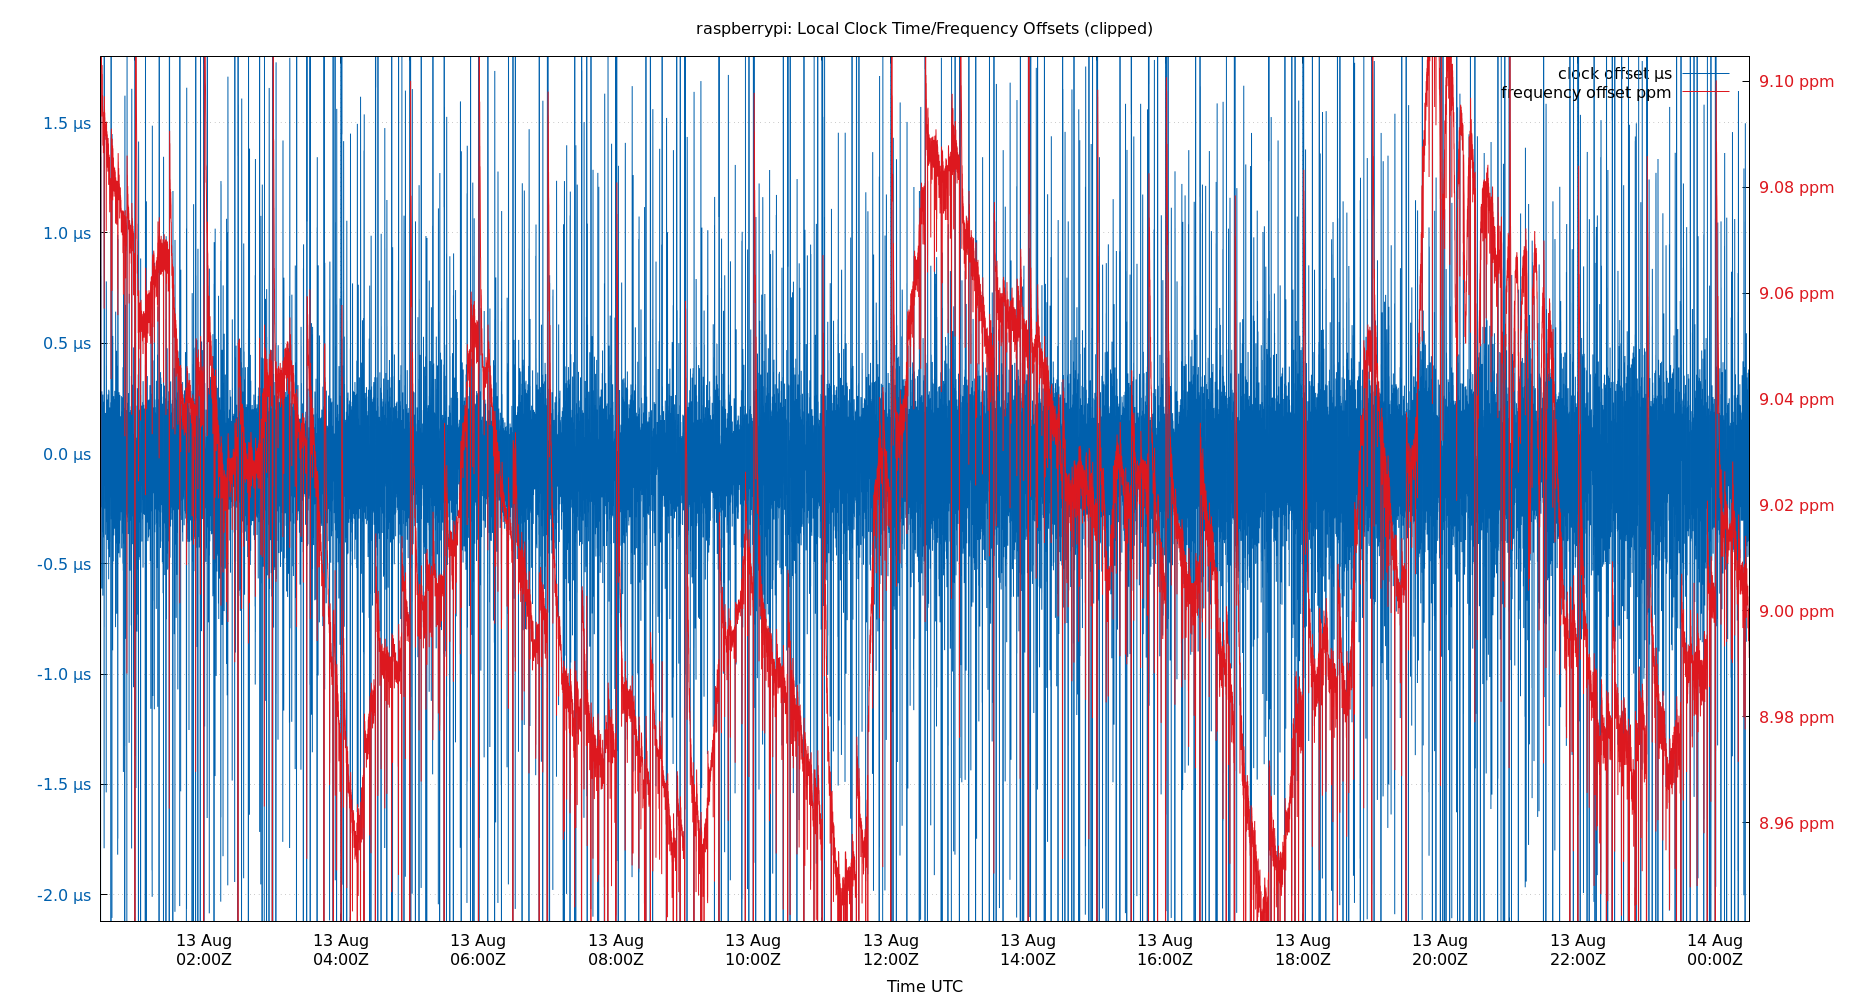 raspberrypi: Local Clock Time/Frequency Offsets (clipped)
clock offset µs
frequency offset ppm
1.5 µs
1.0 µs
0.5 µs
0.0 µs
-0.5 µs
-1.0 µs
-1.5 µs
-2.0 µs
9.10 ppm
9.08 ppm
9.06 ppm
9.04 ppm
9.02 ppm
9.00 ppm
8.98 ppm
8.96 ppm
13 Aug 13 Aug 13 Aug 13 Aug 13 Aug 13 Aug 13 Aug 13 Aug 13 Aug 13 Aug 13 Aug 14 Aug
02:00Z 04:00Z 06:00Z 08:00Z 10:00Z 12:00Z 14:00Z 16:00Z 18:00Z 20:00Z 22:00Z 00:00Z
Time UTC